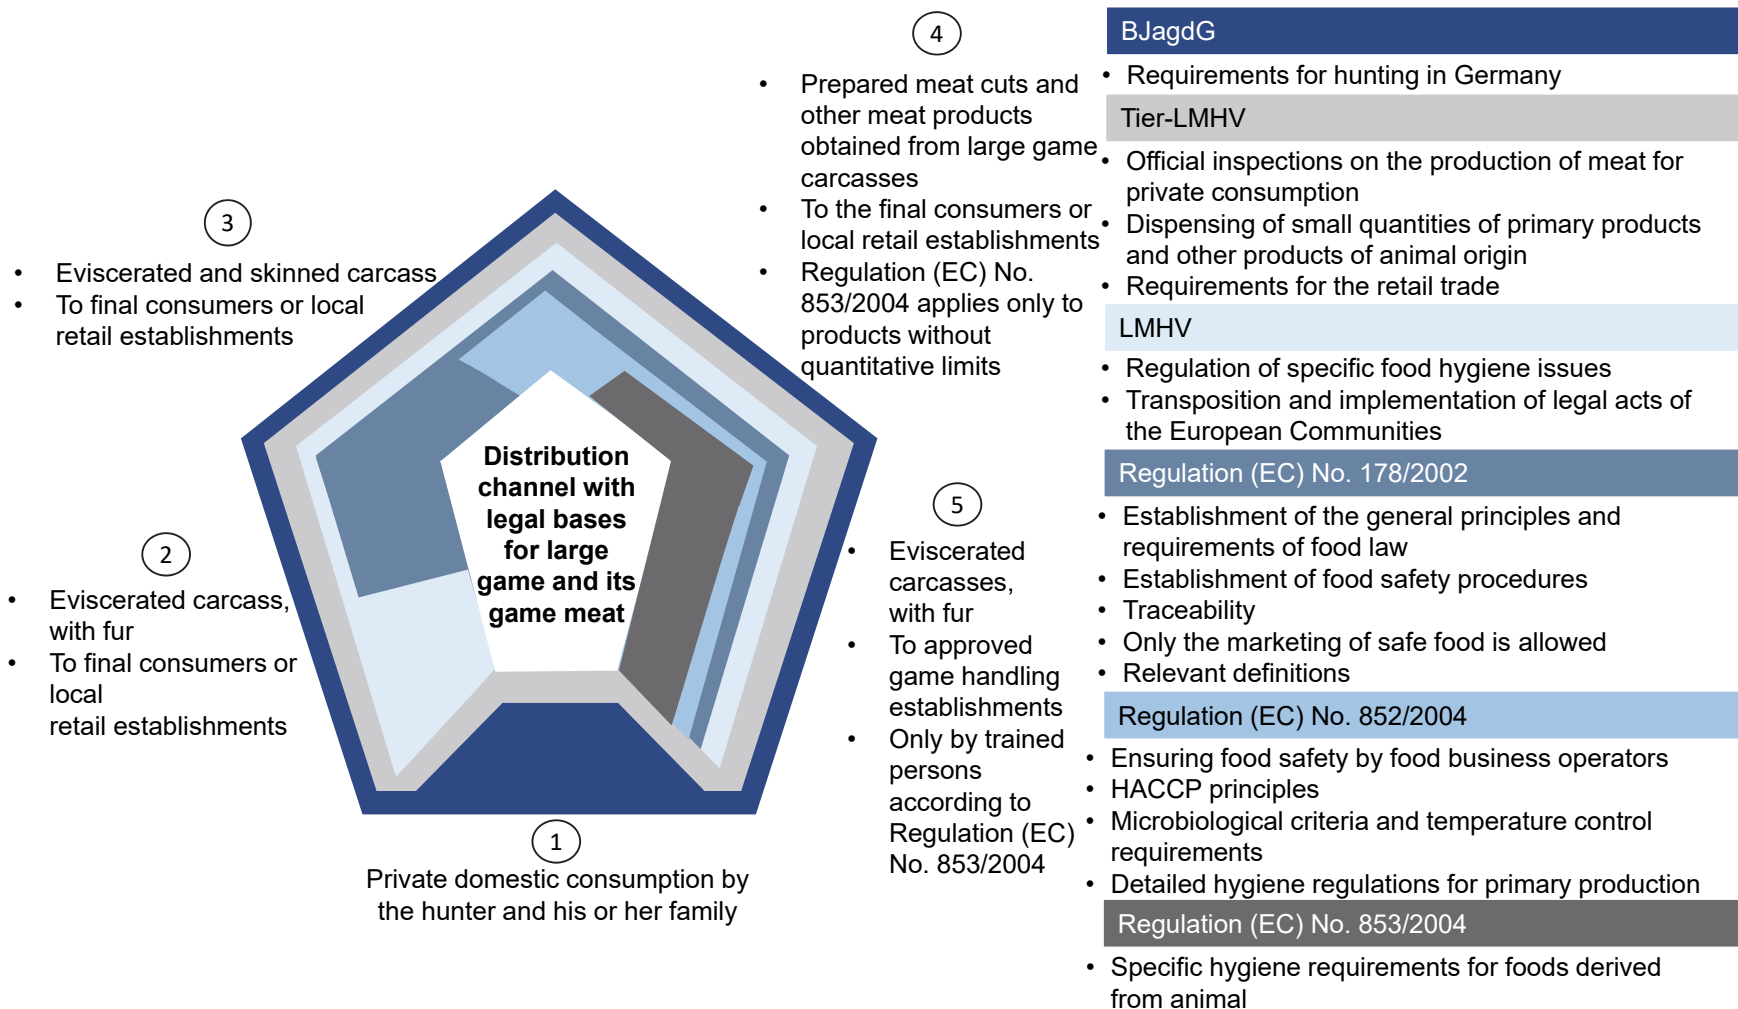 3
• Eviscerated and skinned carcass
• To final consumers or local
retail establishments
2
• Eviscerated carcass,
with fur
• To final consumers or
local
retail establishments
Distribution
channel with
legal bases
for large
game and its
game meat
1
Private domestic consumption by
the hunter and his or her family
4
• Prepared meat cuts and
other meat products
obtained from large game
carcasses
• To the final consumers or
local retail establishments
• Regulation (EC) No.
853/2004 applies only to
products without
quantitative limits
5
• Eviscerated
carcasses,
with fur
• To approved
game handling
establishments
• Only by trained
persons
according to
Regulation (EC)
No. 853/2004
BJagdG
• Requirements for hunting in Germany
Tier-LMHV
• Official inspections on the production of meat for
private consumption
• Dispensing of small quantities of primary products
and other products of animal origin
• Requirements for the retail trade
LMHV
• Regulation of specific food hygiene issues
• Transposition and implementation of legal acts of
the European Communities
Regulation (EC) No. 178/2002
• Establishment of the general principles and
requirements of food law
• Establishment of food safety procedures
• Traceability
• Only the marketing of safe food is allowed
• Relevant definitions
Regulation (EC) No. 852/2004
• Ensuring food safety by food business operators
• HACCP principles
• Microbiological criteria and temperature control
requirements
• Detailed hygiene regulations for primary production
Regulation (EC) No. 853/2004
• Specific hygiene requirements for foods derived
from animal